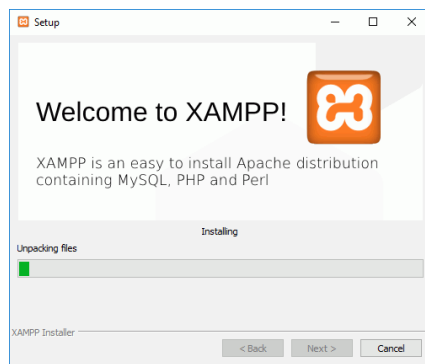 Setup
Welcome to XAMPP!
XAMPP is an easy to install Apache distribution
containing MySQL, PHP and Perl
Installing
Unpacking files
XAMPP Installer
< Back Next > Cancel